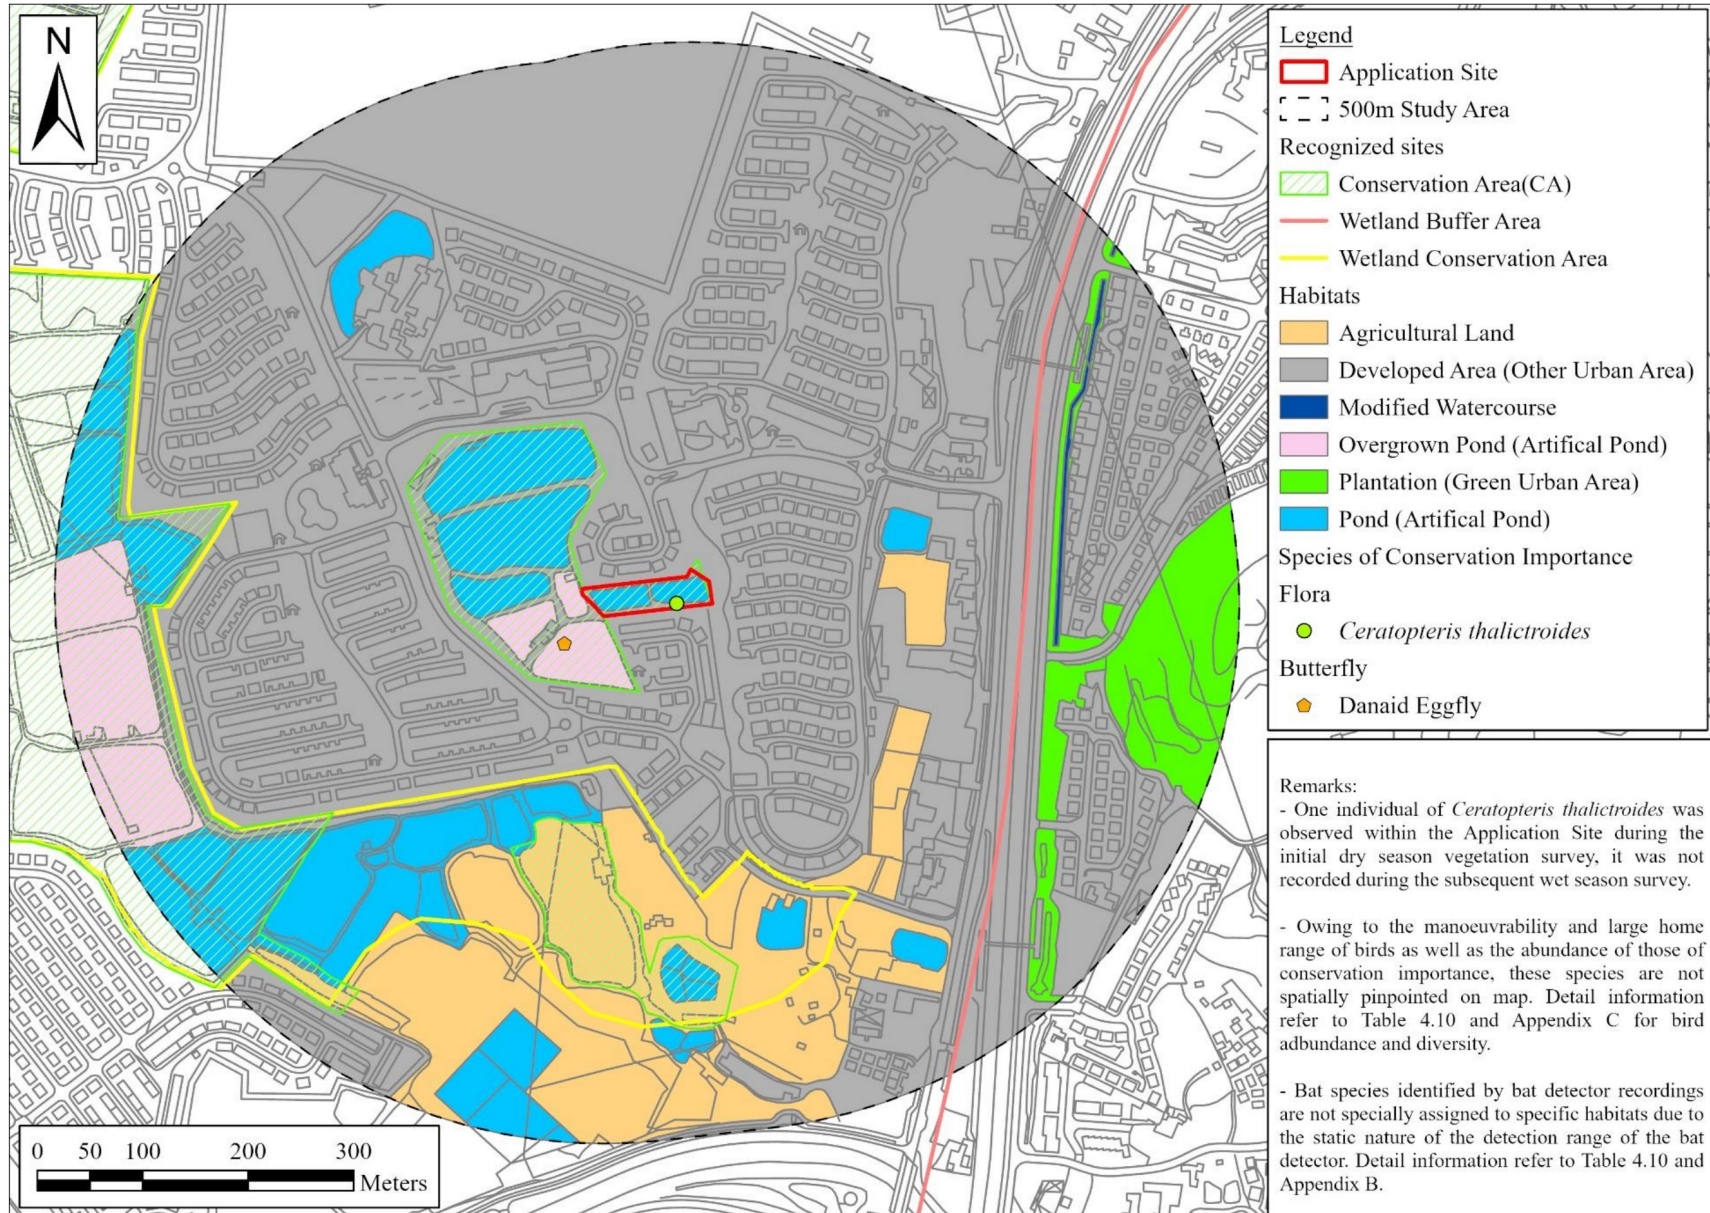 N
Legend
Application Site
500m Study Area
Recognized sites
Conservation Area(CA)
Wetland Buffer Area
Wetland Conservation Area
Habitats
Agricultural Land
Developed Area (Other Urban Area)
Modified Watercourse
Overgrown Pond (Artifical Pond)
Plantation (Green Urban Area)
Pond (Artifical Pond)
Species of Conservation Importance
Flora
Ceratopteris thalictroides
Butterfly
Danaid Eggfly
Remarks:
- One individual of Ceratopteris thalictroides was
observed within the Application Site during the
initial dry season vegetation survey, it was not
recorded during the subsequent wet season survey.
- Owing to the manoeuvrability and large home
range of birds as well as the abundance of those of
conservation importance, these species are not
spatially pinpointed on map. Detail information
refer to Table 4.10 and Appendix C for bird
adbundance and diversity.
- Bat species identified by bat detector recordings
are not specially assigned to specific habitats due to
the static nature of the detection range of the bat
detector. Detail information refer to Table 4.10 and
Appendix B.
0 50 100 200 300
Meters